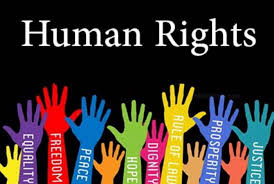 Human Rights
EQUALITY
FREEDOM
PEACE
HOPE
DIGNITY
RULE OF LAW
PROSPERITY
JUSTICE